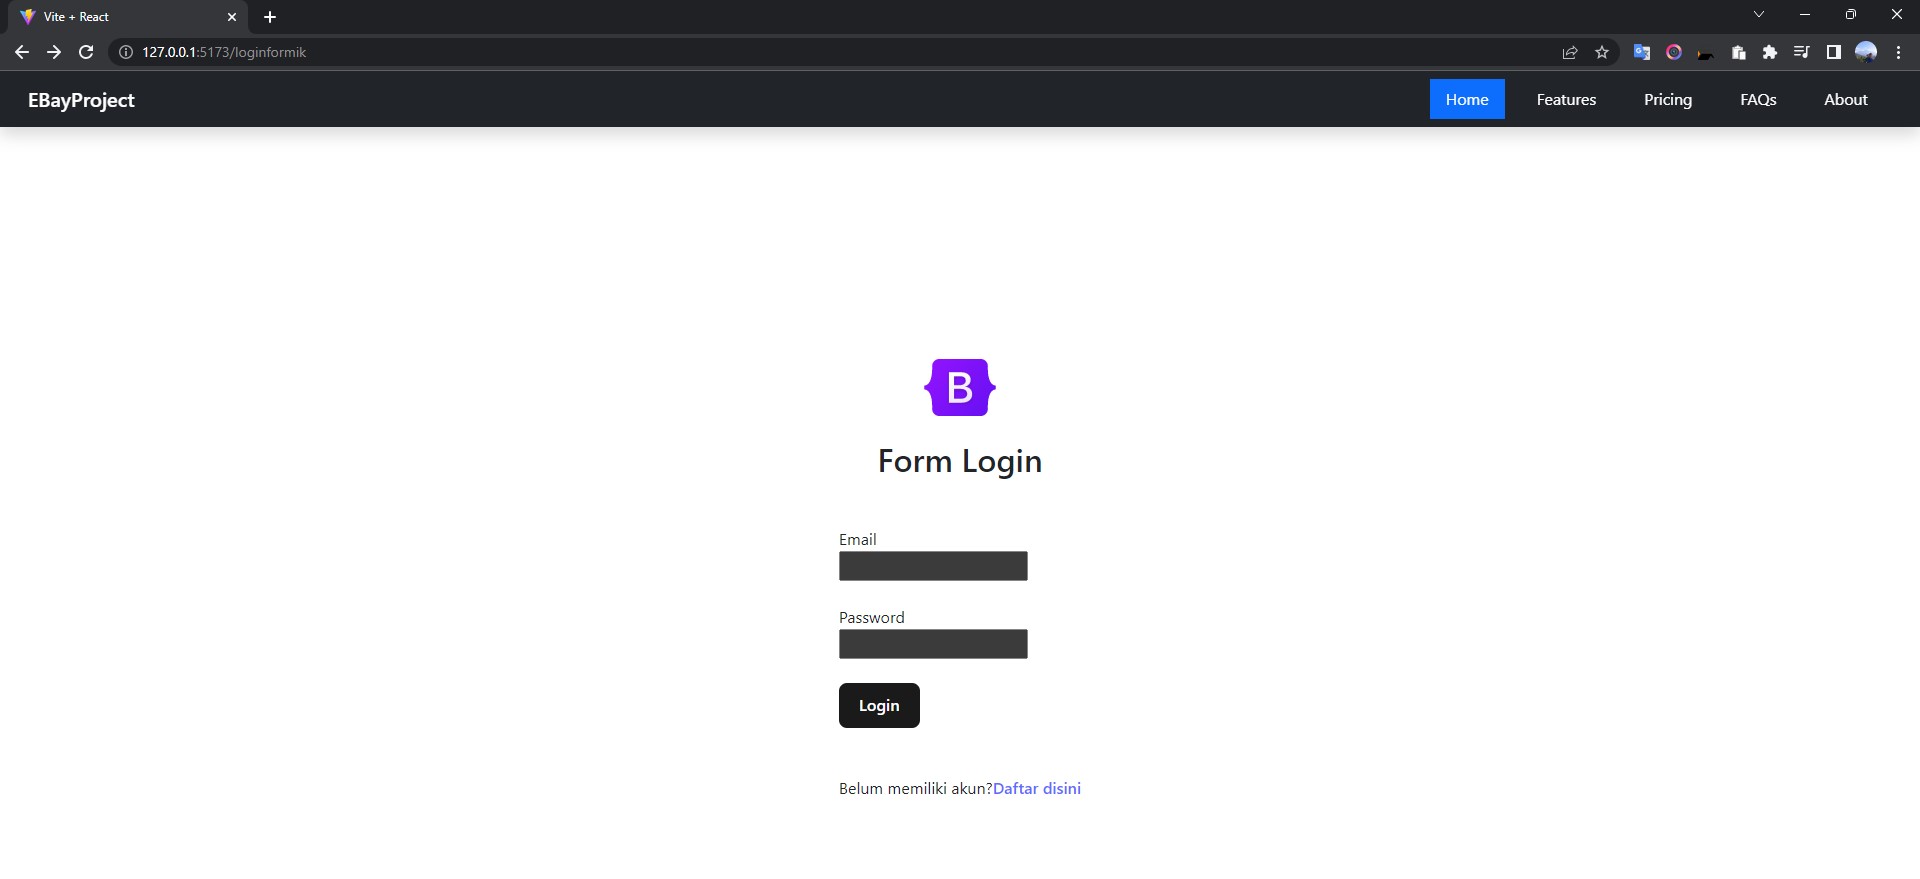 Vite + React
127.0.0.1:5173/loginformik
EBayProject
Home Features Pricing FAQs About
B
Form Login
Email
Password
Login
Belum memiliki akun?Daftar disini